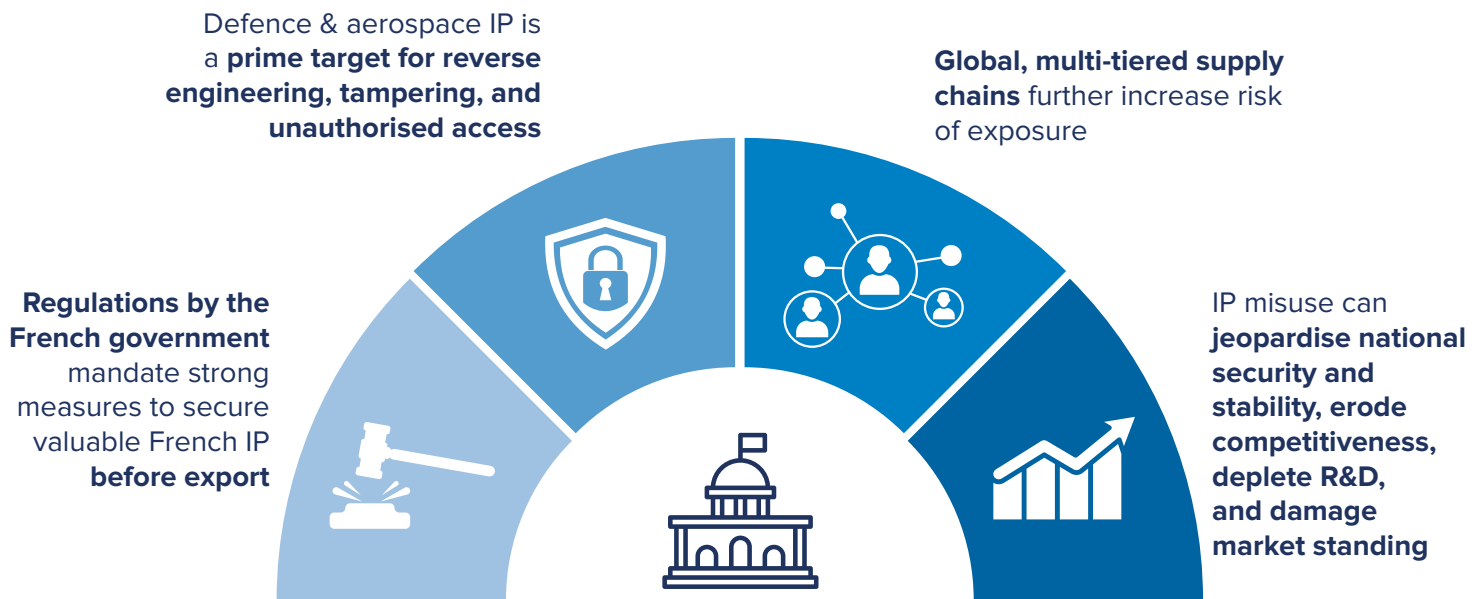 Defence & aerospace IP is
a prime target for reverse
engineering, tampering, and
unauthorised access
Global, multi-tiered supply
chains further increase risk
of exposure
Regulations by the
French government
mandate strong
measures to secure
valuable French IP
before export
IP misuse can
jeopardise national
security and
stability, erode
competitiveness,
deplete R&D,
and damage
market standing